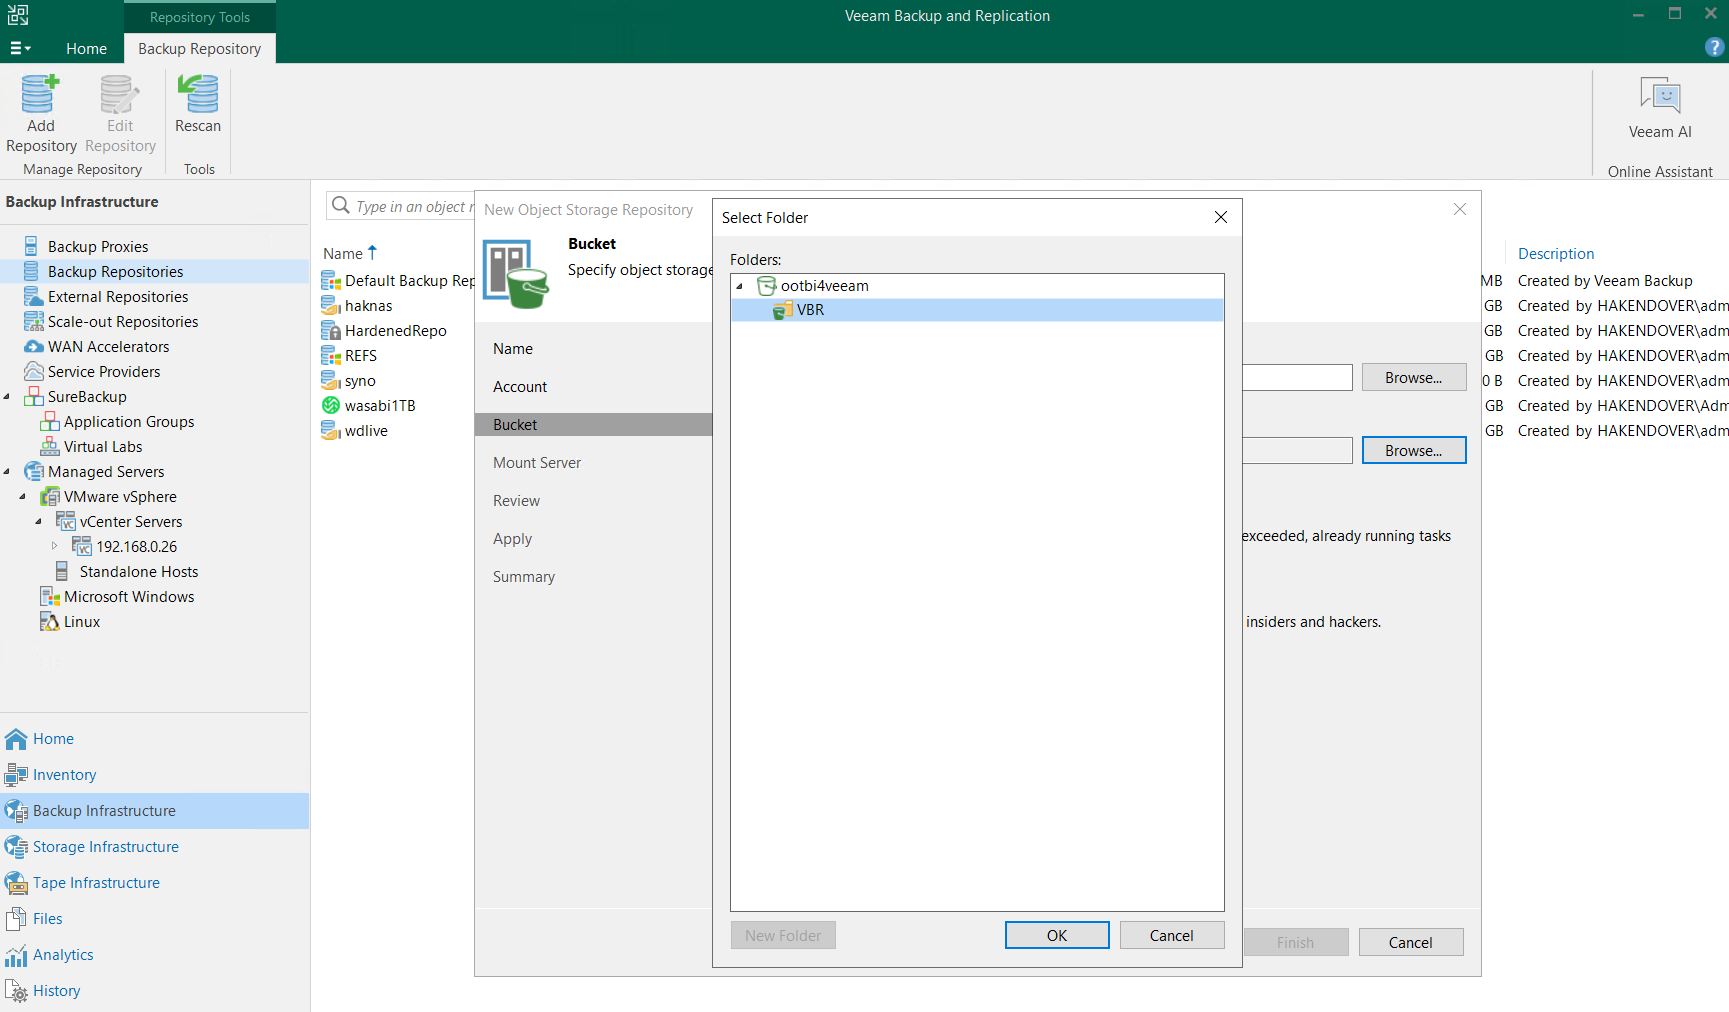 Repository Tools
Veeam Backup and Replication
Home
Backup Repository
?
Add
Repository
Edit
Repository
Rescan
Manage Repository
Tools
Veeam AI
Online Assistant
Backup Infrastructure
Backup Proxies
Backup Repositories
External Repositories
Scale-out Repositories
WAN Accelerators
Service Providers
SureBackup
Application Groups
Virtual Labs
Managed Servers
VMware vSphere
vCenter Servers
192.168.0.26
Standalone Hosts
Microsoft Windows
Linux
Home
Inventory
Backup Infrastructure
Storage Infrastructure
Tape Infrastructure
Files
Analytics
History
Type in an object
Name
Default Backup Rep
haknas
HardenedRepo
REFS
syno
wasabi1TB
wdlive
New Object Storage Repository
Bucket
Specify object storage
Name
Account
Bucket
Mount Server
Review
Apply
Summary
Select Folder
Folders:
ootbi4veeam
VBR
New Folder
OK
Cancel
Browse...
Browse...
exceeded, already running tasks
insiders and hackers.
Finish
Cancel
Description
MB Created by Veeam Backup
GB Created by HAKENDOVER\adm
GB Created by HAKENDOVER\adm
GB Created by HAKENDOVER\adm
0 B Created by HAKENDOVER\adm
GB Created by HAKENDOVER\Adm
GB Created by HAKENDOVER\adm